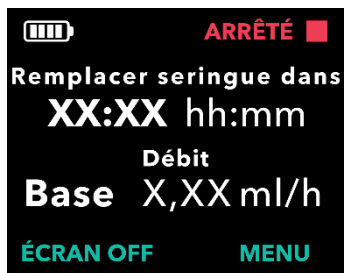 ARRÊTÉ
Remplacer seringue dans
XX:XX hh:mm
Débit
Base X,XX ml/h
ÉCRAN OFF MENU